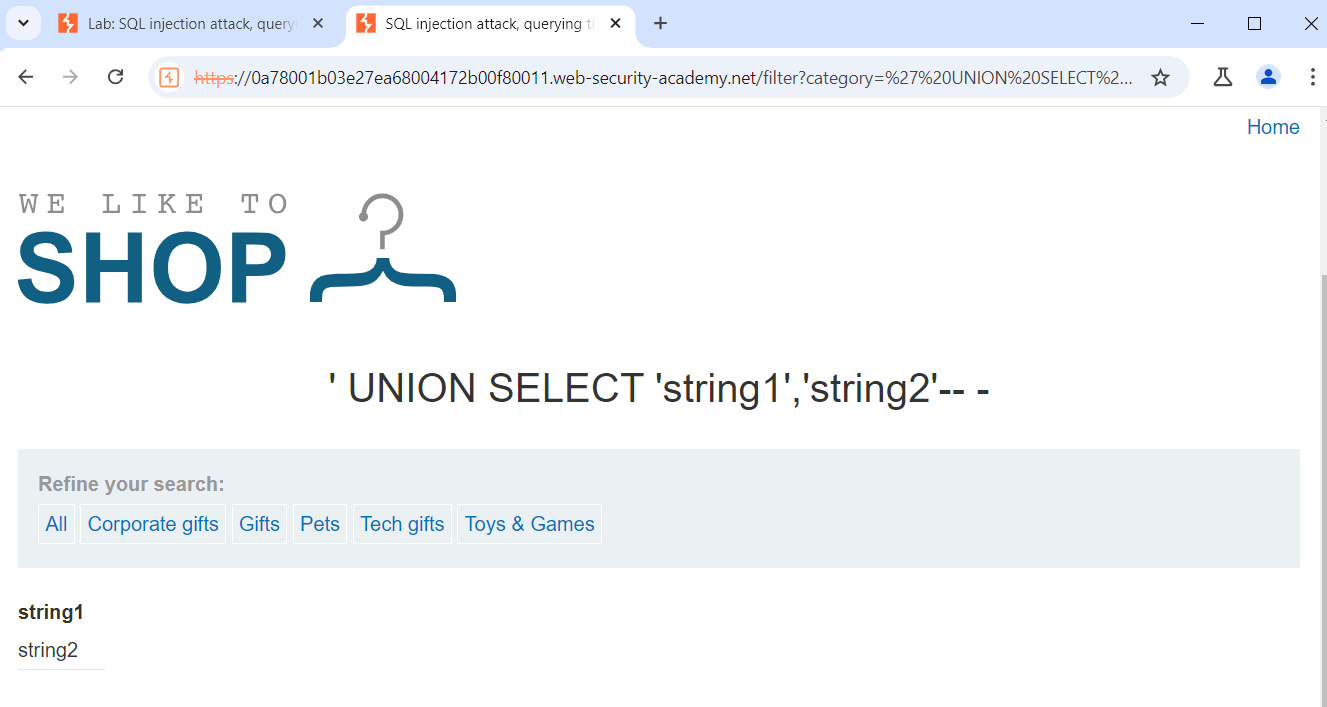 Lab: SQL injection attack, query
SQL injection attack, querying t
https://0a78001b03e27ea68004172b00f80011.web-security-academy.net/filter?category=%27%20UNION%20SELECT%2...
Home
WE LIKE TO
SHOP
' UNION SELECT 'string1','string2'-- -
Refine your search:
All Corporate gifts Gifts Pets Tech gifts Toys & Games
string1
string2